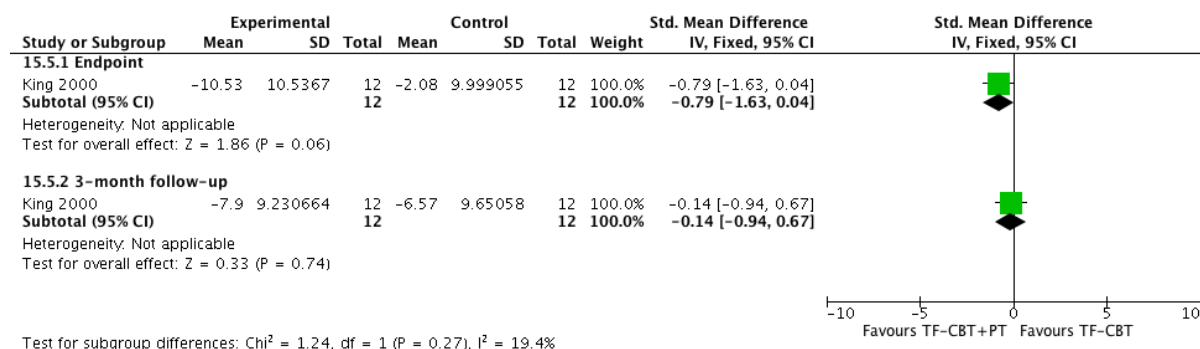 Experimental Control Std. Mean Difference Std. Mean Difference
Study or Subgroup Mean SD Total Mean SD Total Weight IV, Fixed, 95% CI IV, Fixed, 95% CI
15.5.1 Endpoint
King 2000 -10.53 10.5367 12 -2.08 9.999055 12 100.0% -0.79 [-1.63, 0.04]
Subtotal (95% CI) 12 12 100.0% -0.79 [-1.63, 0.04]
Heterogeneity: Not applicable
Test for overall effect: Z = 1.86 (P = 0.06)
15.5.2 3-month follow-up
King 2000 -7.9 9.230664 12 -6.57 9.65058 12 100.0% -0.14 [-0.94, 0.67]
Subtotal (95% CI) 12 12 100.0% -0.14 [-0.94, 0.67]
Heterogeneity: Not applicable
Test for overall effect: Z = 0.33 (P = 0.74)
-10 -5 0 5 10
Favours TF-CBT+PT Favours TF-CBT
Test for subgroup differences: Chi² = 1.24, df = 1 (P = 0.27), I² = 19.4%